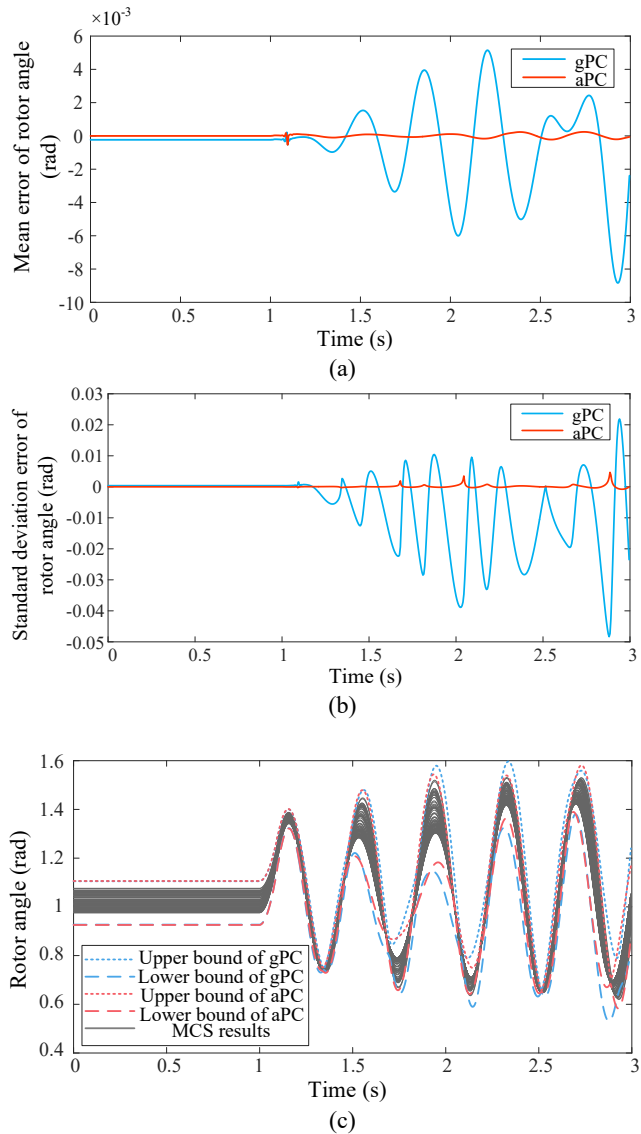 ×10⁻³
6
4
2
0
-2
-4
-6
-8
-10
Mean error of rotor angle
(rad)
gPC
aPC
0 0.5 1 1.5 2 2.5 3
Time (s)
(a)
0.03
0.02
0.01
0
-0.01
-0.02
-0.03
-0.04
-0.05
Standard deviation error of
rotor angle (rad)
gPC
aPC
0 0.5 1 1.5 2 2.5 3
Time (s)
(b)
1.6
1.4
1.2
1
0.8
0.6
0.4
Rotor angle (rad)
Upper bound of gPC
Lower bound of gPC
Upper bound of aPC
Lower bound of aPC
MCS results
0 0.5 1 1.5 2 2.5 3
Time (s)
(c)